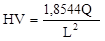 HV = 1,8544Q / L²